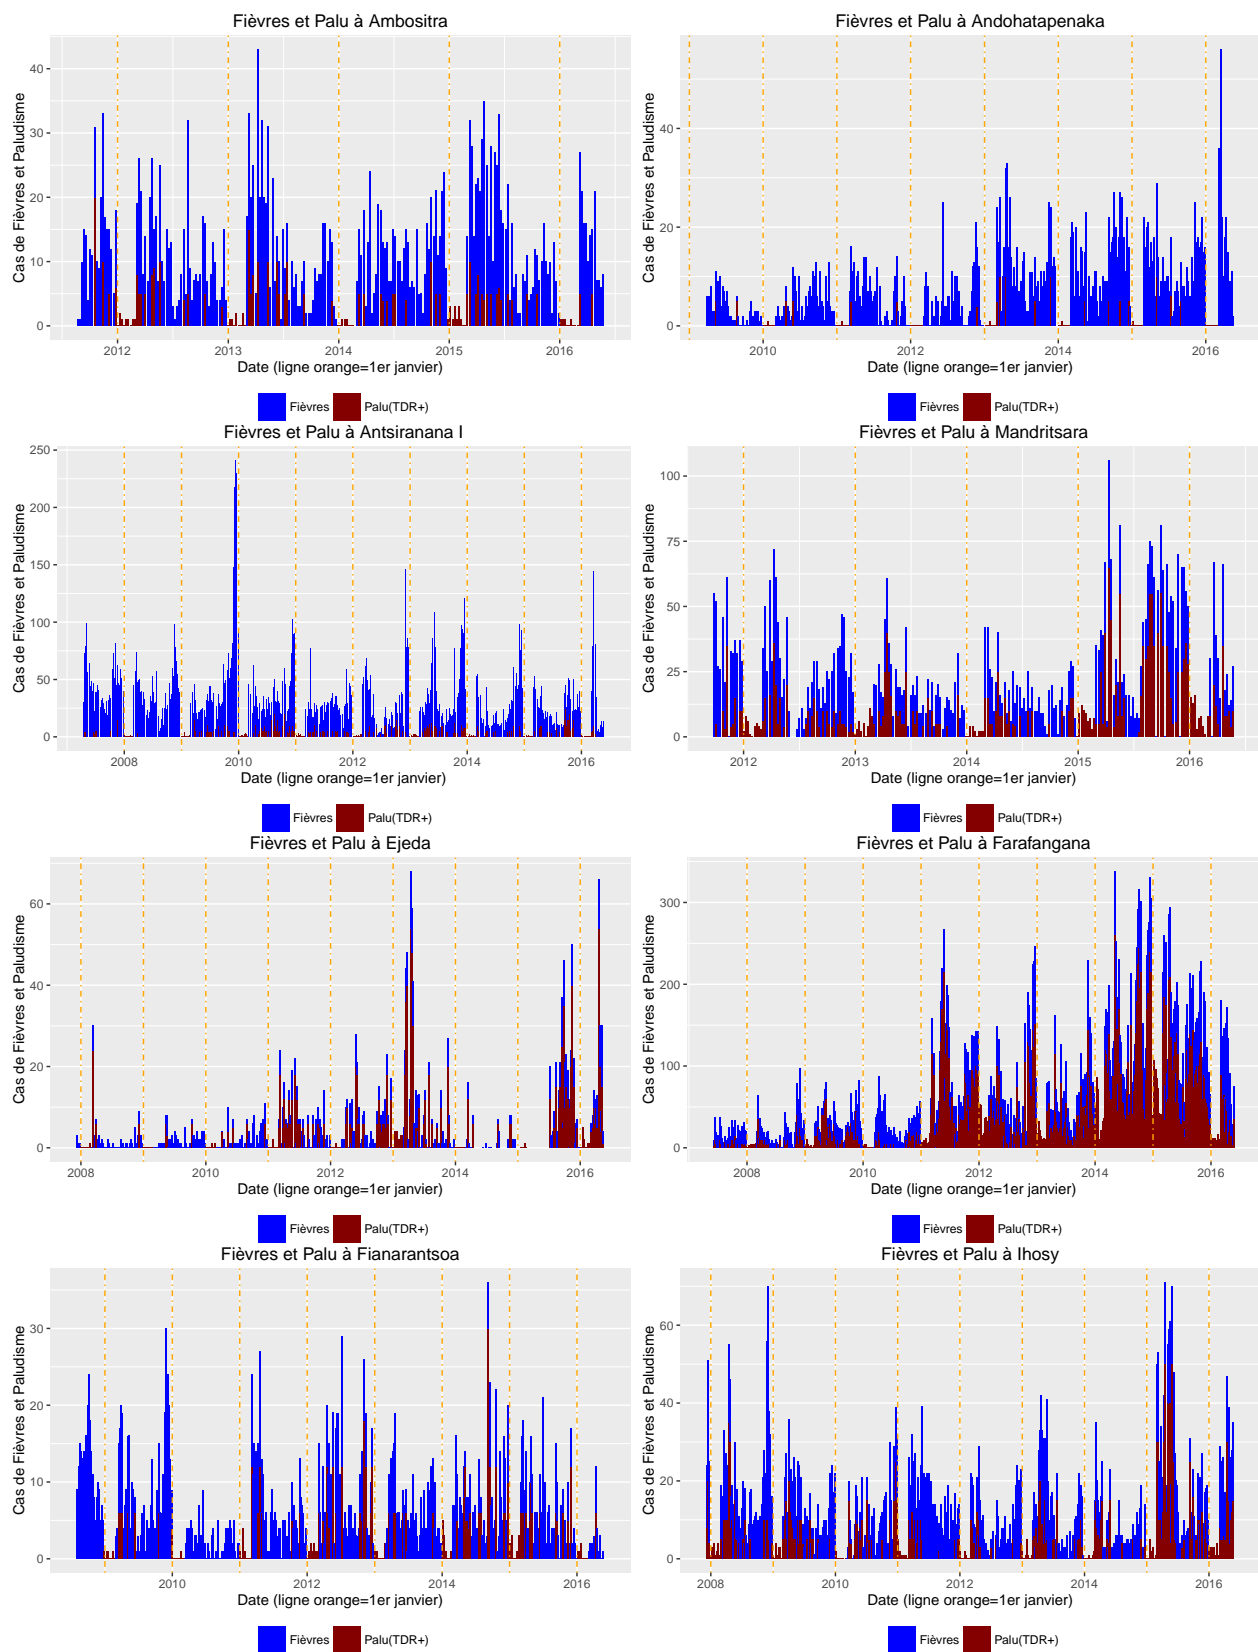 Fièvres et Palu à Ambositra
Cas de Fièvres et Paludisme
40
30
20
10
0
2012 2013 2014 2015 2016
Date (ligne orange=1er janvier)
Fièvres Palu(TDR+)
Fièvres et Palu à Andohatapenaka
Cas de Fièvres et Paludisme
40
20
0
2010 2012 2014 2016
Date (ligne orange=1er janvier)
Fièvres Palu(TDR+)
Fièvres et Palu à Antsiranana I
Cas de Fièvres et Paludisme
250
200
150
100
50
0
2008 2010 2012 2014 2016
Date (ligne orange=1er janvier)
Fièvres Palu(TDR+)
Fièvres et Palu à Mandritsara
Cas de Fièvres et Paludisme
100
75
50
25
0
2012 2013 2014 2015 2016
Date (ligne orange=1er janvier)
Fièvres Palu(TDR+)
Fièvres et Palu à Ejeda
Cas de Fièvres et Paludisme
60
40
20
0
2008 2010 2012 2014 2016
Date (ligne orange=1er janvier)
Fièvres Palu(TDR+)
Fièvres et Palu à Farafangana
Cas de Fièvres et Paludisme
300
200
100
0
2008 2010 2012 2014 2016
Date (ligne orange=1er janvier)
Fièvres Palu(TDR+)
Fièvres et Palu à Fianarantsoa
Cas de Fièvres et Paludisme
30
20
10
0
2010 2012 2014 2016
Date (ligne orange=1er janvier)
Fièvres Palu(TDR+)
Fièvres et Palu à Ihosy
Cas de Fièvres et Paludisme
60
40
20
0
2008 2010 2012 2014 2016
Date (ligne orange=1er janvier)
Fièvres Palu(TDR+)